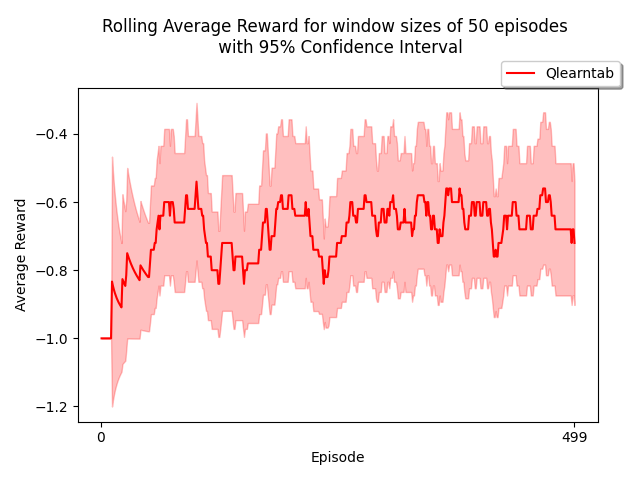 Rolling Average Reward for window sizes of 50 episodes
with 95% Confidence Interval
Qlearntab
−0.4
−0.6
−0.8
−1.0
−1.2
Average Reward
0
499
Episode